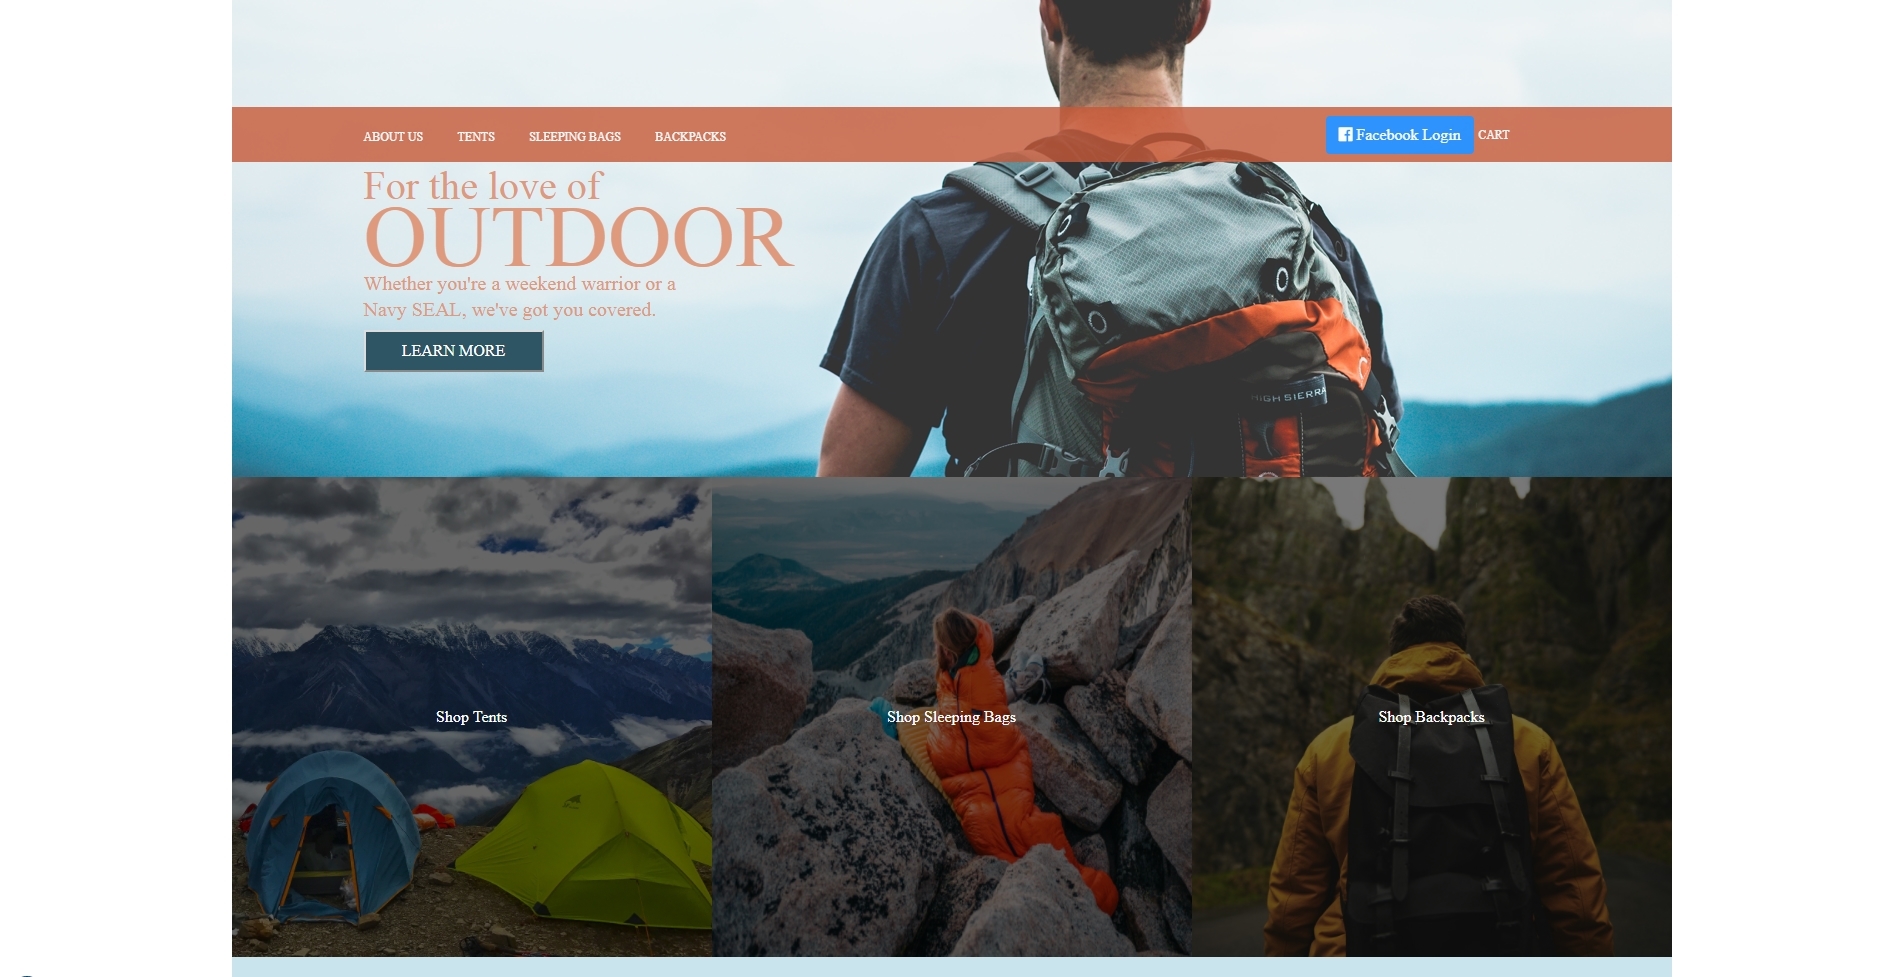 ABOUT US TENTS SLEEPING BAGS BACKPACKS Facebook Login CART
For the love of
OUTDOOR
Whether you're a weekend warrior or a
Navy SEAL, we've got you covered.
LEARN MORE
HIGH SIERRA
Shop Tents Shop Sleeping Bags Shop Backpacks